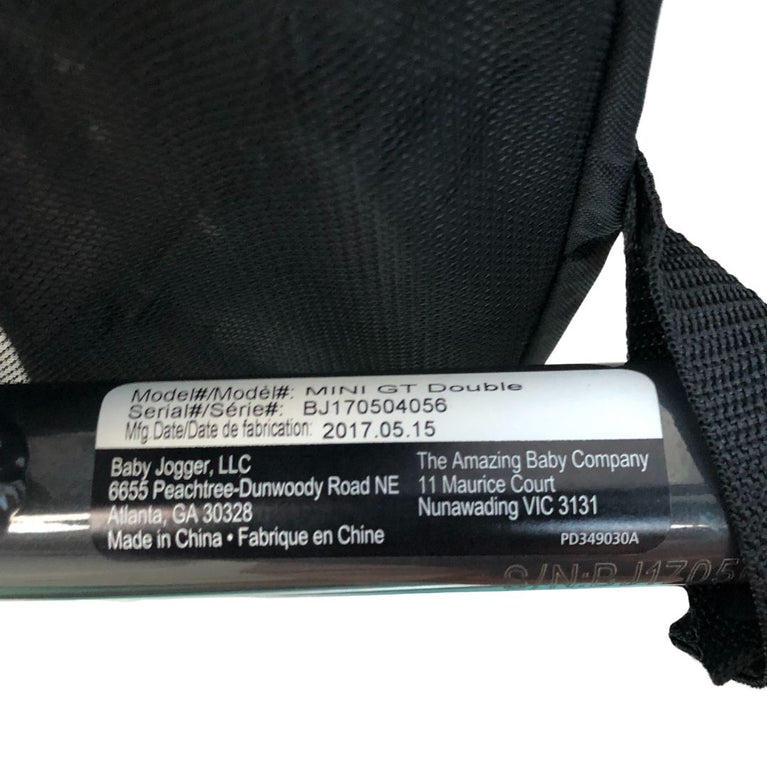 Model#/Modèl#: MINI GT Double
Serial#/Série#: BJ170504056
Mfg.Date/Date de fabrication: 2017.05.15
Baby Jogger, LLC
6655 Peachtree-Dunwoody Road NE
Atlanta, GA 30328
Made in China • Fabrique en Chine
The Amazing Baby Company
11 Maurice Court
Nunawading VIC 3131
PD349030A
S/N:BJ1705